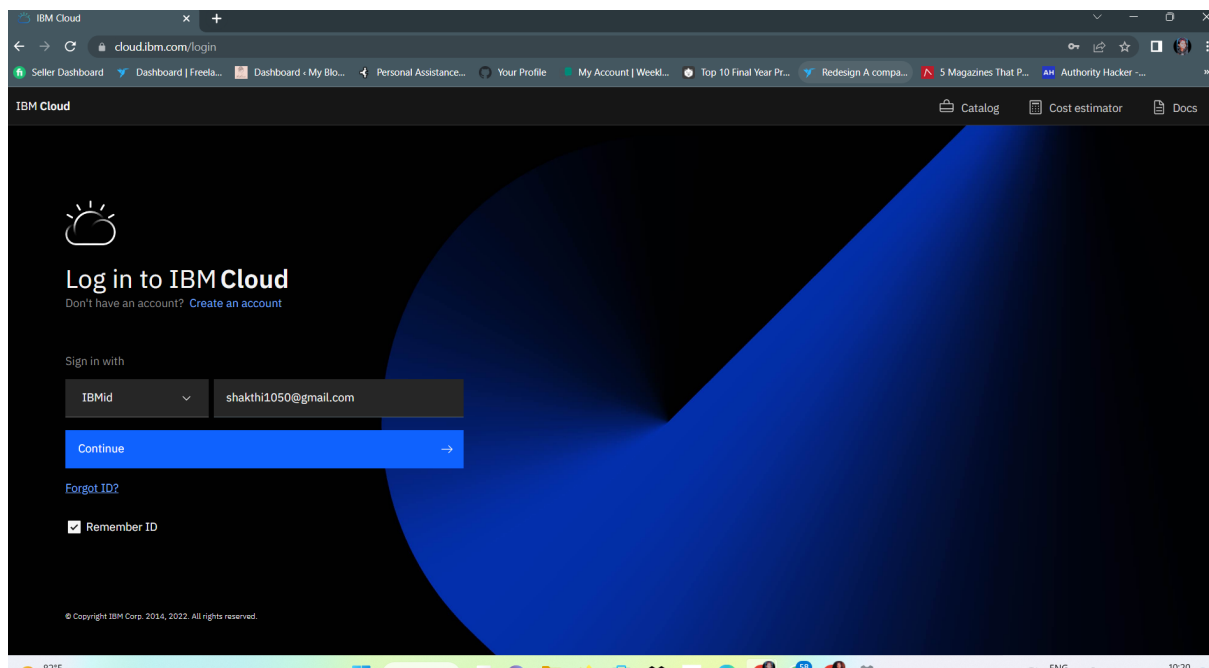 IBM Cloud
cloud.ibm.com/login
Seller Dashboard
Dashboard | Freela...
Dashboard ‹ My Blo...
Personal Assistance...
Your Profile
My Account | Weekl...
Top 10 Final Year Pr...
Redesign A compa...
5 Magazines That P...
AH Authority Hacker -...
IBM Cloud
Catalog
Cost estimator
Docs
Log in to IBM Cloud
Don't have an account? Create an account
Sign in with
IBMid
shakthi1050@gmail.com
Continue
Forgot ID?
Remember ID
© Copyright IBM Corp. 2014, 2022. All rights reserved.